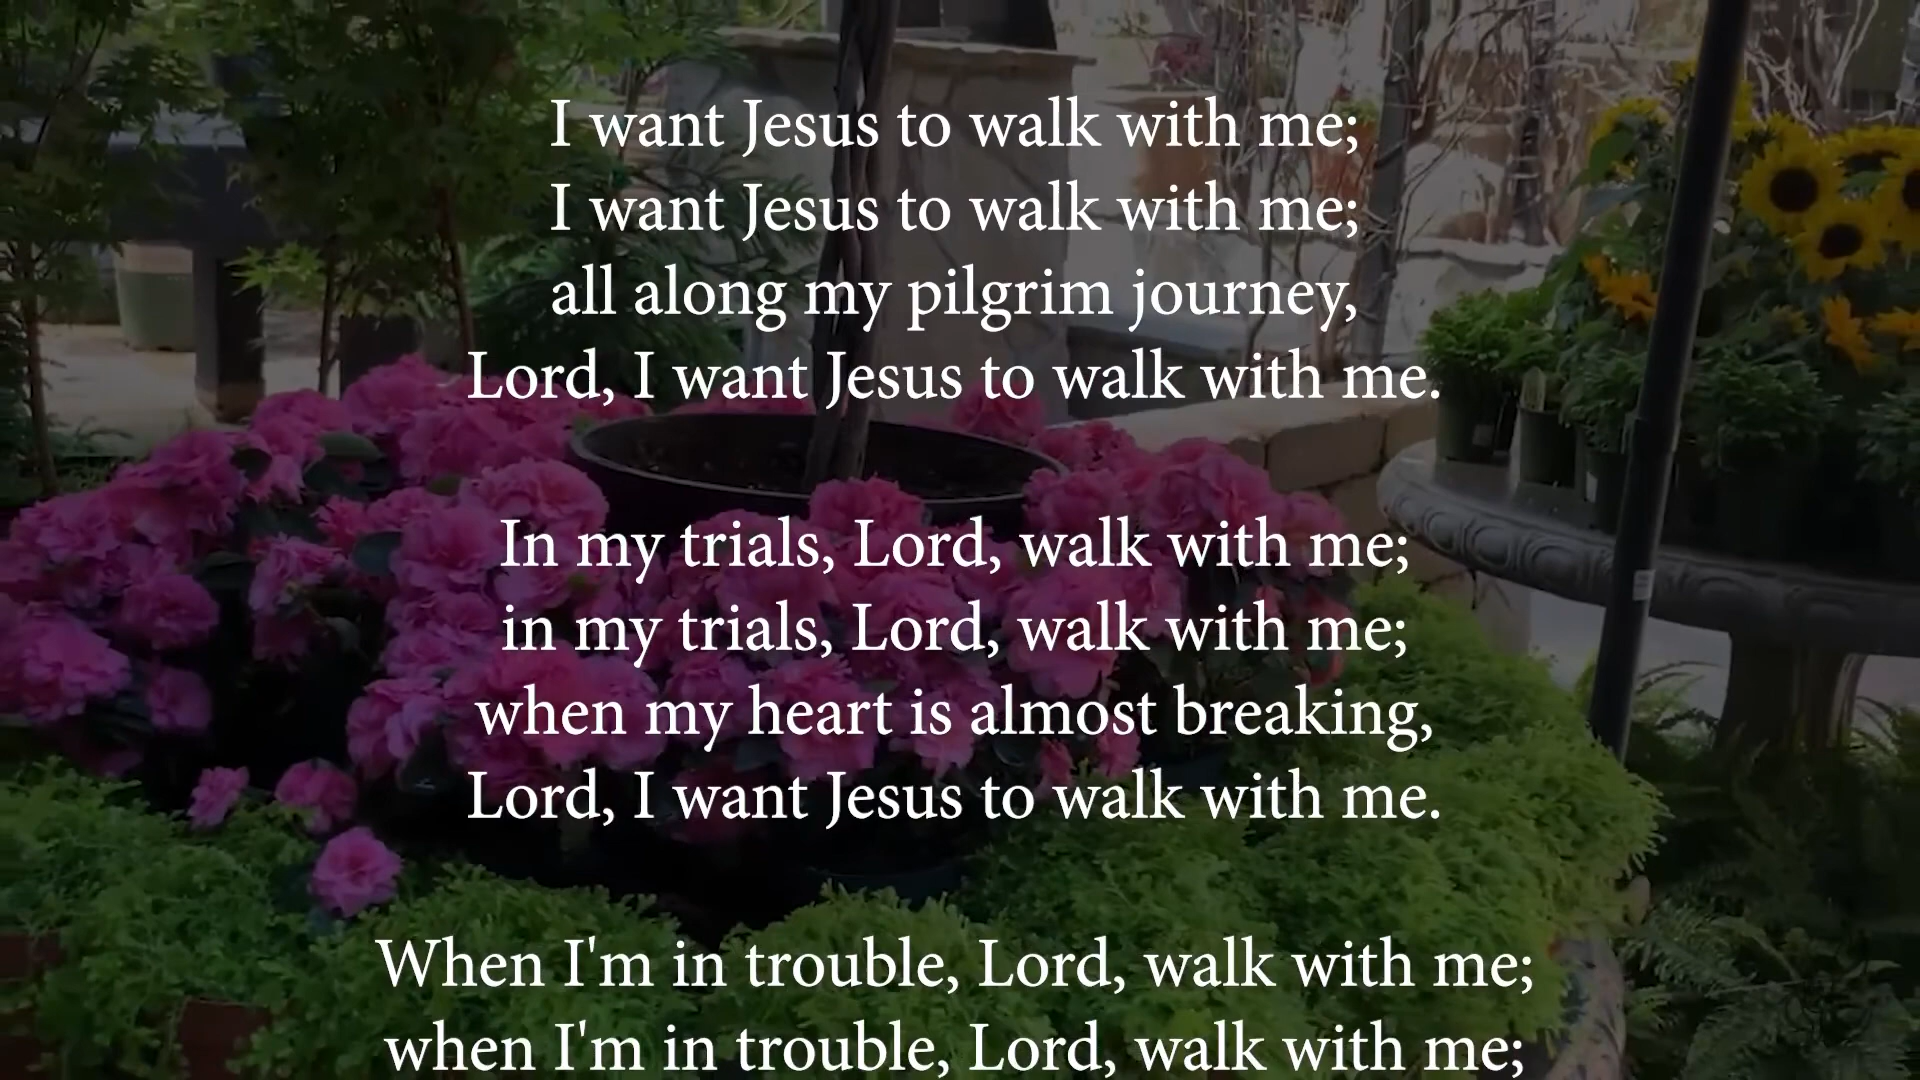 I want Jesus to walk with me;
I want Jesus to walk with me;
all along my pilgrim journey,
Lord, I want Jesus to walk with me.
In my trials, Lord, walk with me;
in my trials, Lord, walk with me;
when my heart is almost breaking,
Lord, I want Jesus to walk with me.
When I'm in trouble, Lord, walk with me;
when I'm in trouble, Lord, walk with me;